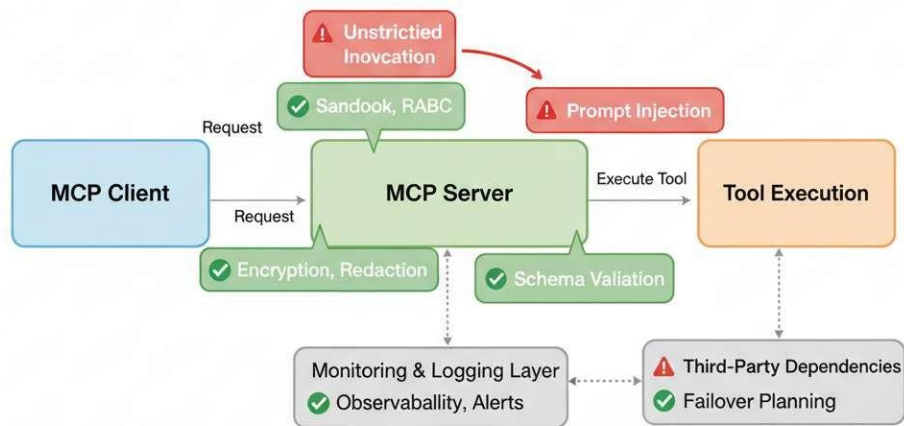 Unstrictied
Inovcation
Sandook, RABC
Prompt Injection
Request
MCP Client
MCP Server
Execute Tool
Tool Execution
Request
Encryption, Redaction
Schema Valiation
Monitoring & Logging Layer
Observaballity, Alerts
Third-Party Dependencies
Failover Planning